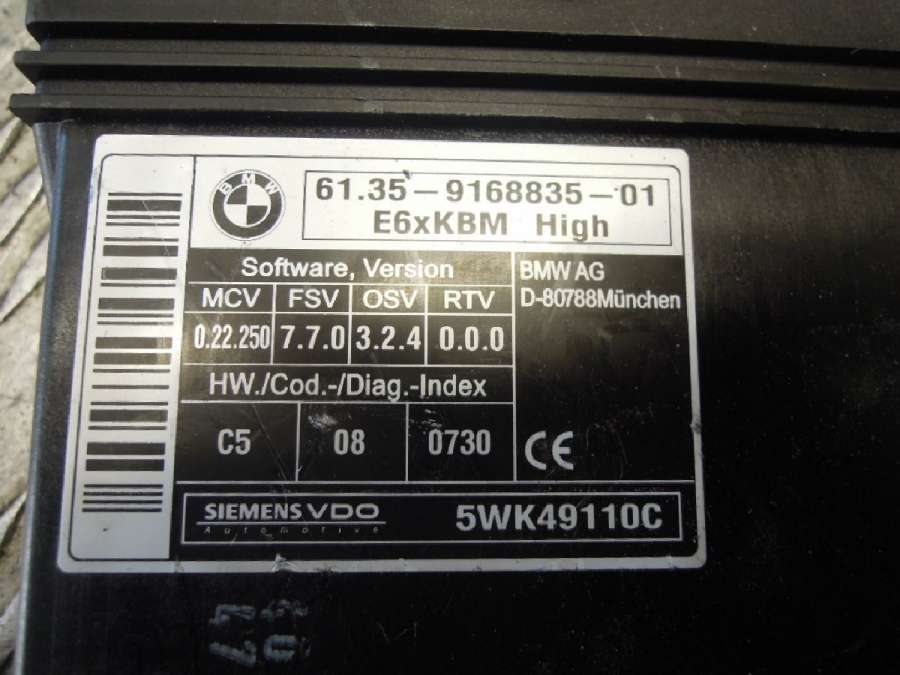 BMW
61.35-9168835-01
E6xKBM High
Software, Version
MCV FSV OSV RTV
0.22.250 7.7.0 3.2.4 0.0.0
HW./Cod.-/Diag.-Index
C5 08 0730
BMW AG
D-80788München
CE
SIEMENS VDO
Automotive
5WK49110C